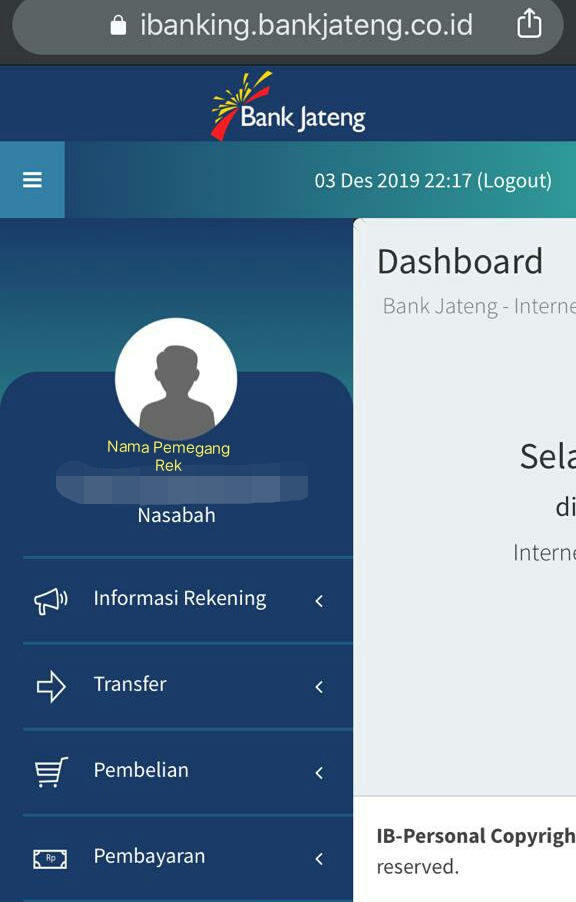 ibanking.bankjateng.co.id
Bank Jateng
03 Des 2019 22:17 (Logout)
Dashboard
Bank Jateng - Interne
Nama Pemegang
Rek
Nasabah
Sela
di
Interne
Informasi Rekening
Transfer
Pembelian
Rp
Pembayaran
IB-Personal Copyrigh
reserved.